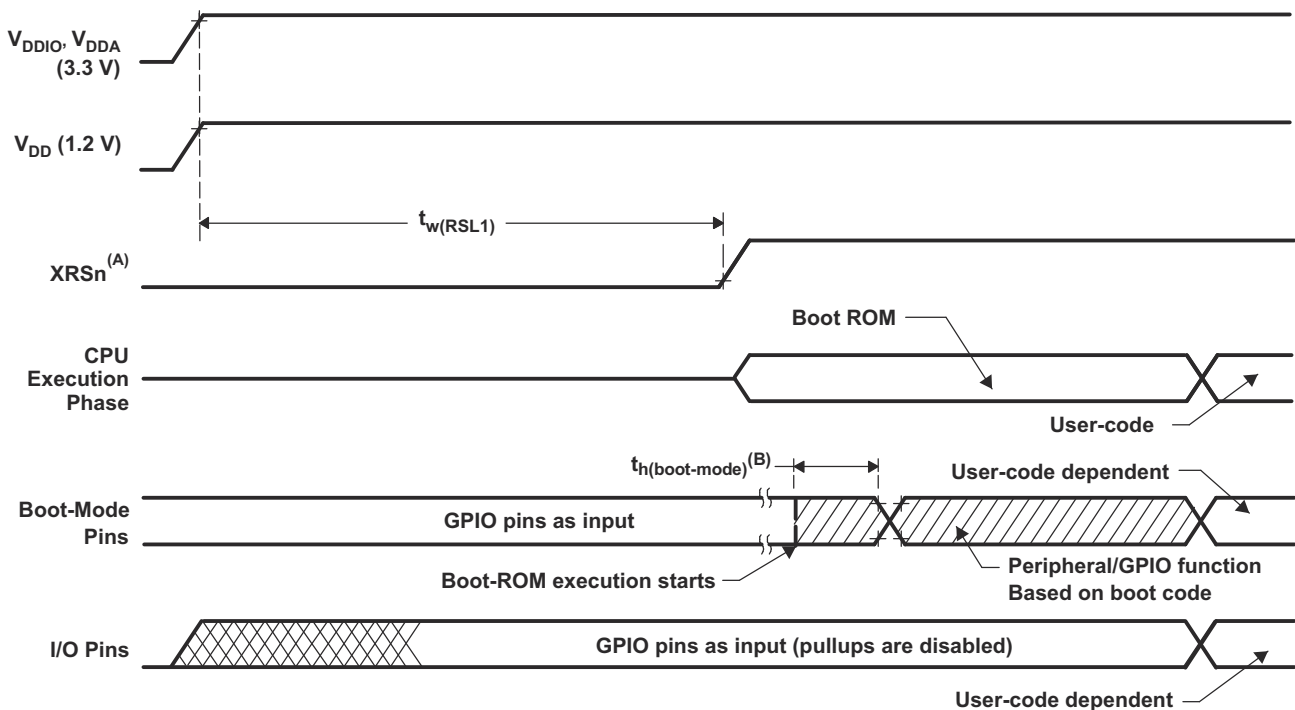 VDDIO, VDDA
(3.3 V)
VDD (1.2 V)
tw(RSL1)
XRSn(A)
Boot ROM
CPU
Execution
Phase
User-code
th(boot-mode)(B)
User-code dependent
Boot-Mode
Pins
GPIO pins as input
Boot-ROM execution starts
Peripheral/GPIO function
Based on boot code
I/O Pins
GPIO pins as input (pullups are disabled)
User-code dependent